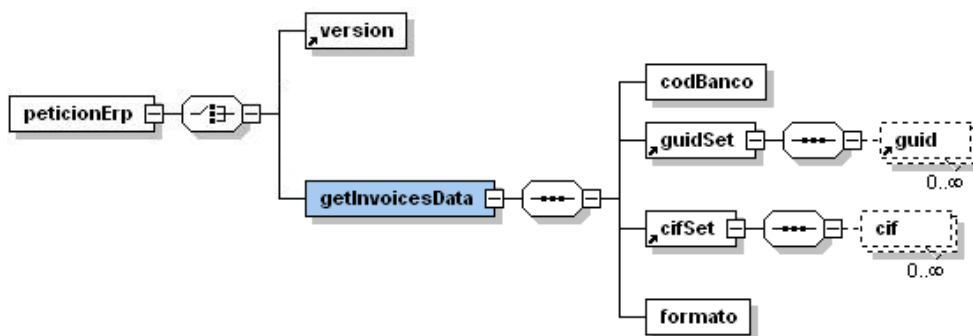 version
peticionErp
codBanco
guidSet
guid
0..∞
getInvoicesData
cifSet
cif
0..∞
formato